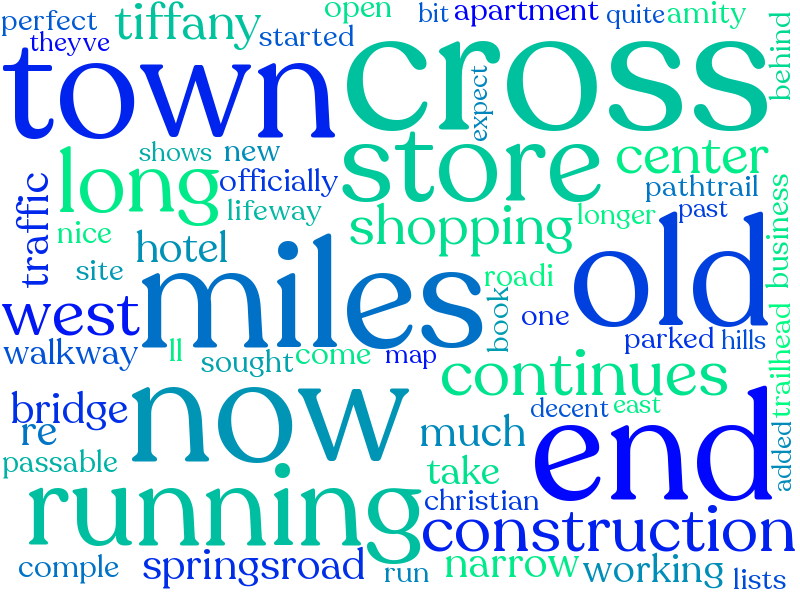 perfect tiffany open bit apartment quite amity
theyve started behind
town cross
expect
shows new store center
long officially pathtrail
traffic lifeway shopping longer past business
nice hotel
site miles roadi old
west book one
walkway ll sought come map parked hills
continues trailhead
bridge now decent east
re much end added
passable take
running christian
construction
comple springsroad run narrow working lists